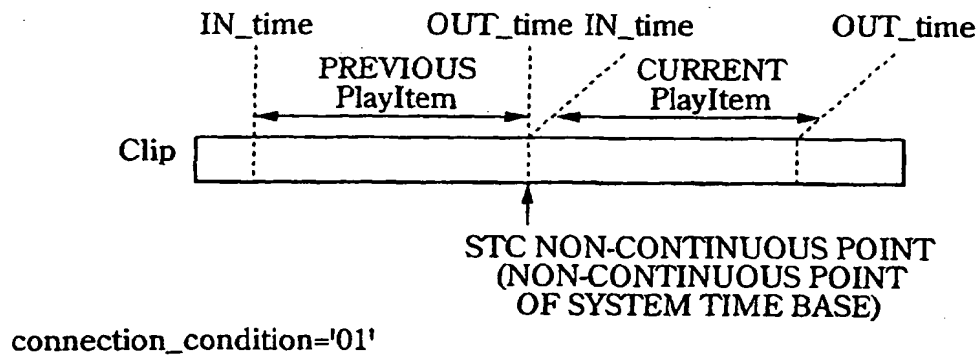 IN_time OUT_time IN_time OUT_time
PREVIOUS PlayItem
CURRENT PlayItem
Clip
STC NON-CONTINUOUS POINT
(NON-CONTINUOUS POINT
OF SYSTEM TIME BASE)
connection_condition='01'